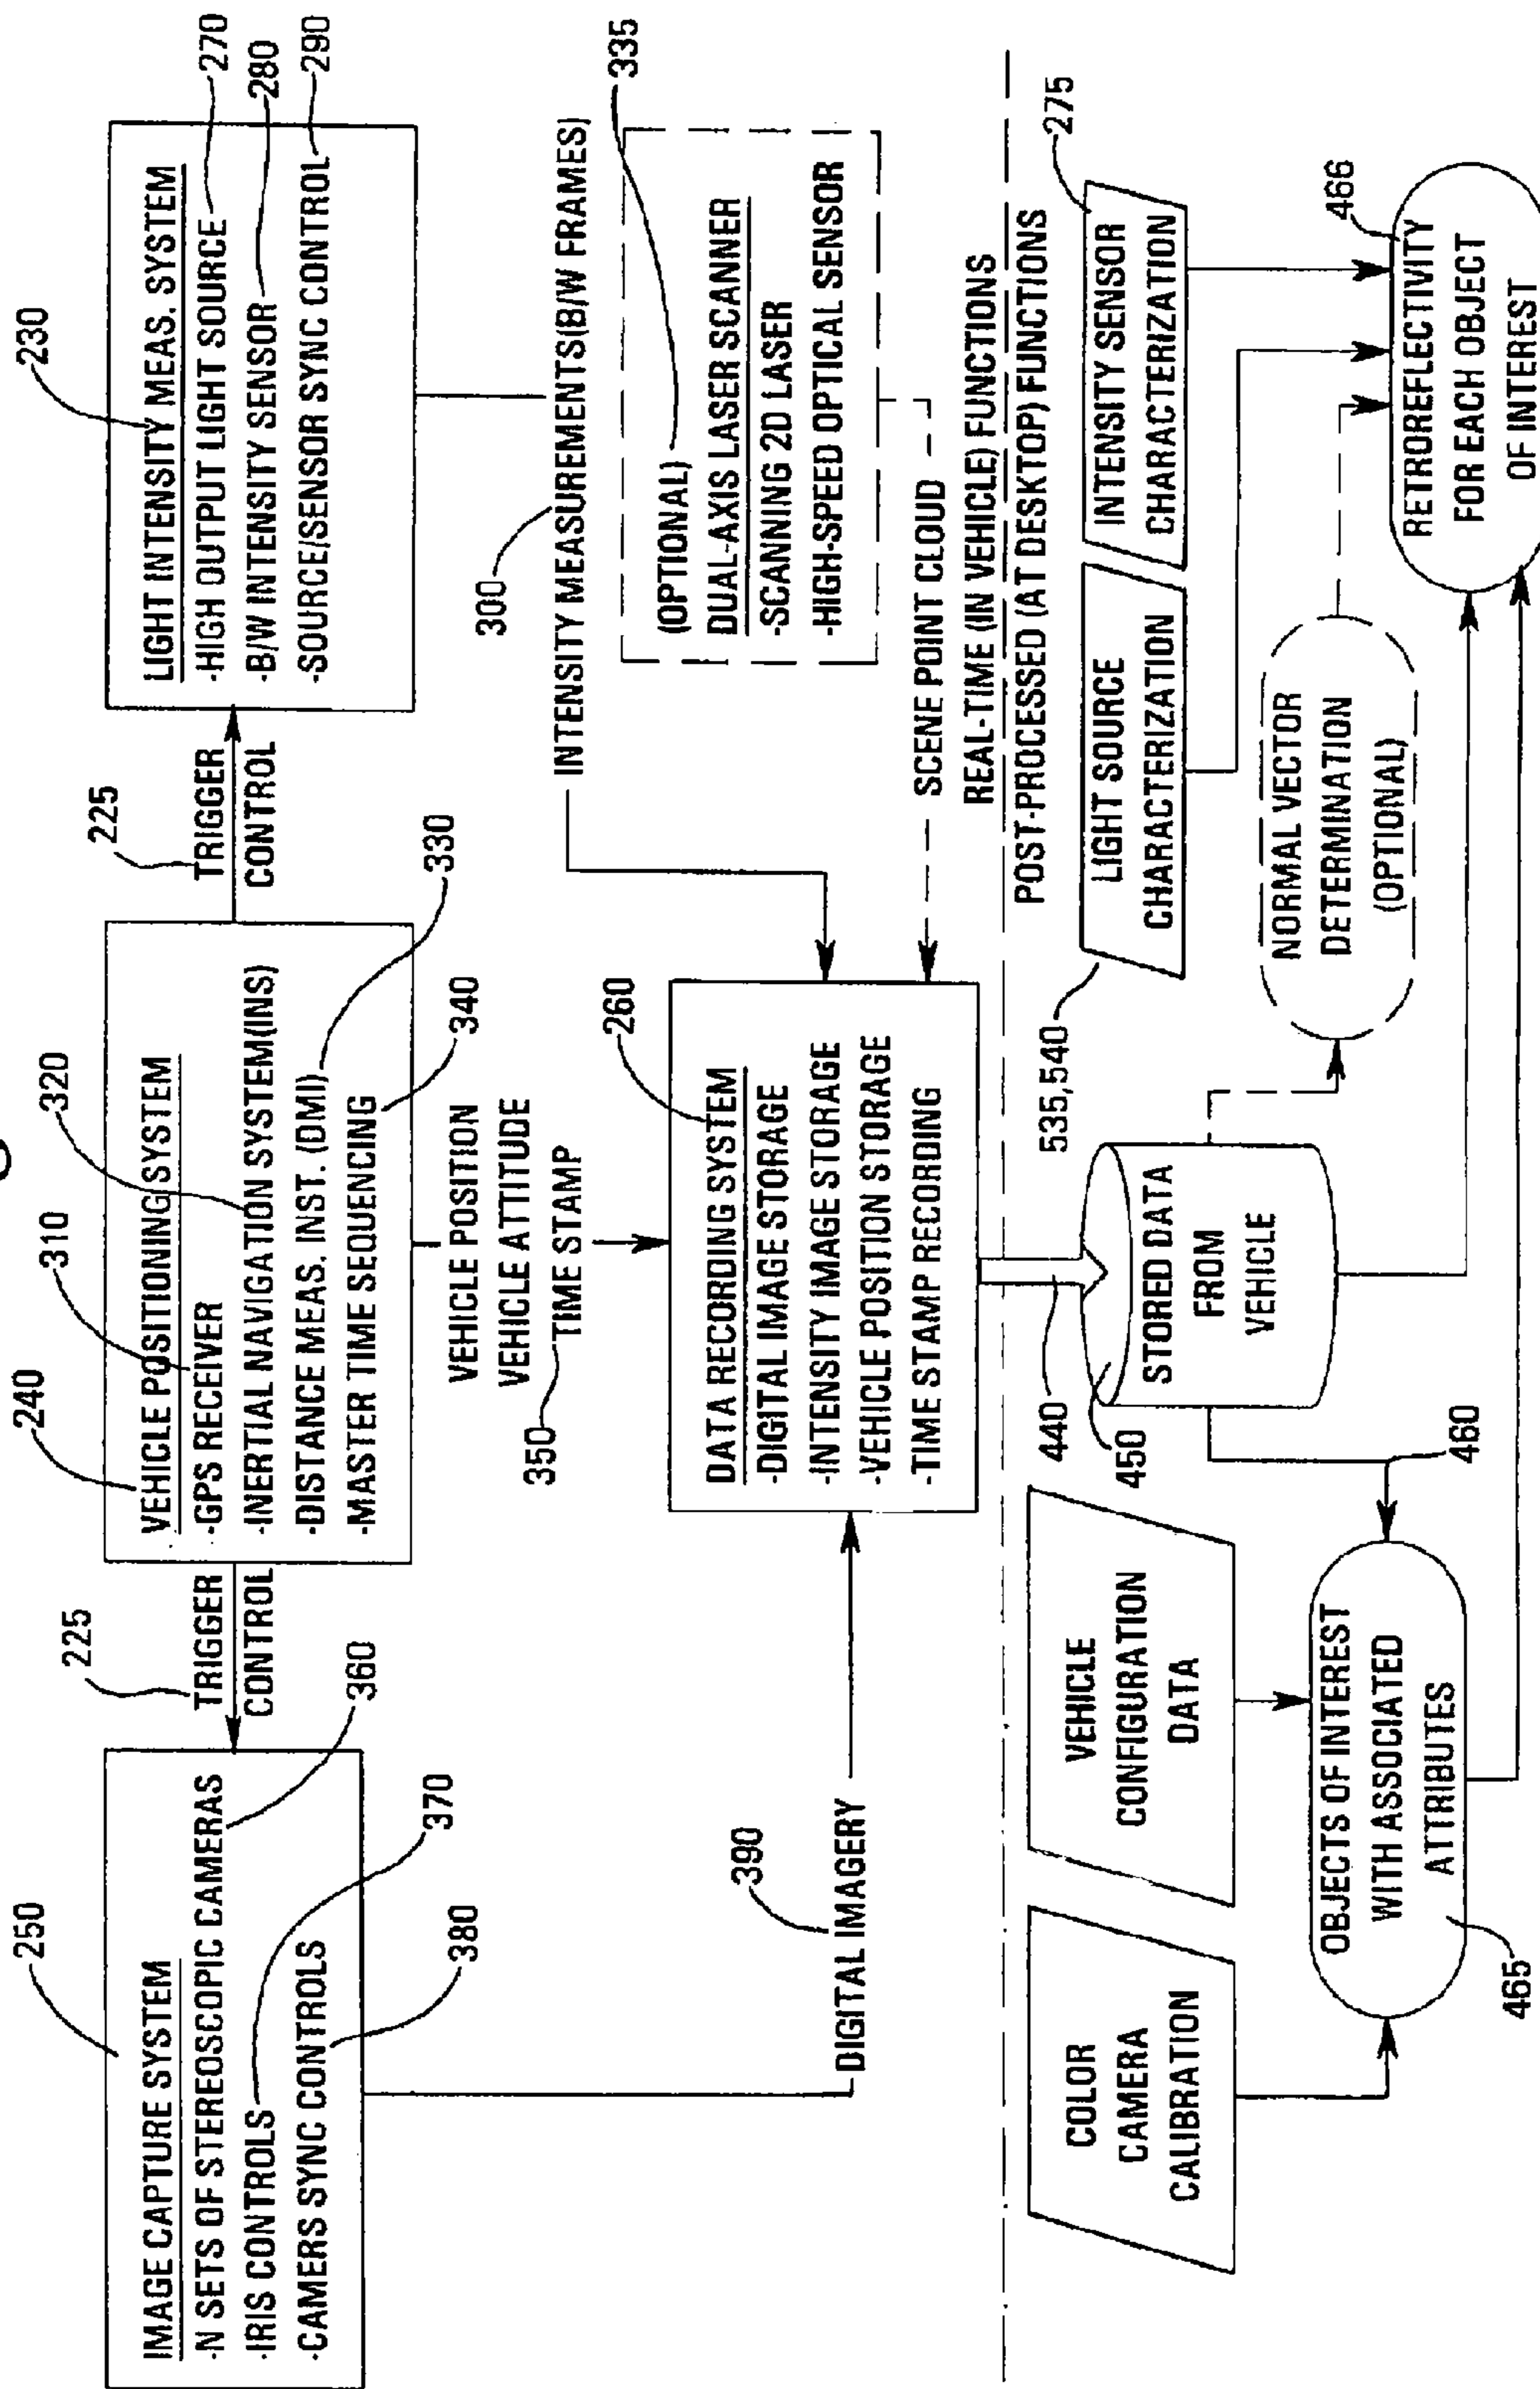 250
IMAGE CAPTURE SYSTEM
-N SETS OF STEREOSCOPIC CAMERAS
-IRIS CONTROLS
-CAMERS SYNC CONTROLS
360
370
380
225
TRIGGER
CONTROL
240
310
320
VEHICLE POSITIONING SYSTEM
-GPS RECEIVER
-INERTIAL NAVIGATION SYSTEM(INS)
-DISTANCE MEAS. INST. (DMI)
-MASTER TIME SEQUENCING
330
340
225
TRIGGER
CONTROL
230
LIGHT INTENSITY MEAS. SYSTEM
-HIGH OUTPUT LIGHT SOURCE
-B/W INTENSITY SENSOR
-SOURCE/SENSOR SYNC CONTROL
270
280
290
VEHICLE POSITION
VEHICLE ATTITUDE
350 TIME STAMP
300
INTENSITY MEASUREMENTS(B/W FRAMES)
335
(OPTIONAL)
DUAL-AXIS LASER SCANNER
-SCANNING 2D LASER
-HIGH-SPEED OPTICAL SENSOR
260
DATA RECORDING SYSTEM
-DIGITAL IMAGE STORAGE
-INTENSITY IMAGE STORAGE
-VEHICLE POSITION STORAGE
-TIME STAMP RECORDING
390
DIGITAL IMAGERY
SCENE POINT CLOUD
REAL-TIME (IN VEHICLE) FUNCTIONS
POST-PROCESSED (AT DESKTOP) FUNCTIONS
COLOR
CAMERA
CALIBRATION
VEHICLE
CONFIGURATION
DATA
440
450
STORED DATA
FROM
VEHICLE
535,540
LIGHT SOURCE
CHARACTERIZATION
INTENSITY SENSOR
CHARACTERIZATION
275
460
NORMAL VECTOR
DETERMINATION
(OPTIONAL)
OBJECTS OF INTEREST
WITH ASSOCIATED
ATTRIBUTES
465
466
RETROREFLECTIVITY
FOR EACH OBJECT
OF INTEREST